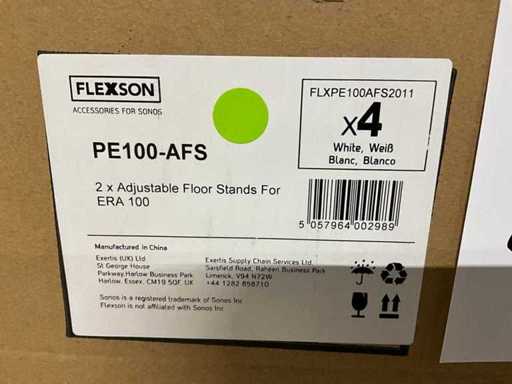 FLEXSON
ACCESSORIES FOR SONOS
FLXPE100AFS2011
x4
White, Weiß
Blanc, Blanco
PE100-AFS
2 x Adjustable Floor Stands For
ERA 100
5 057964 002989
Manufactured in China
Exertis (UK) Ltd
St George House
Parkway,Harlow Business Park
Harlow, Essex, CM19 5QF UK
Exertis Supply Chain Services
Sarsfield Road, Raheen Business Park
Limerick, V94 N72W
+44 1282 858710
Sonos is a registered trademark of Sonos Inc
Flexson is not affiliated with Sonos Inc